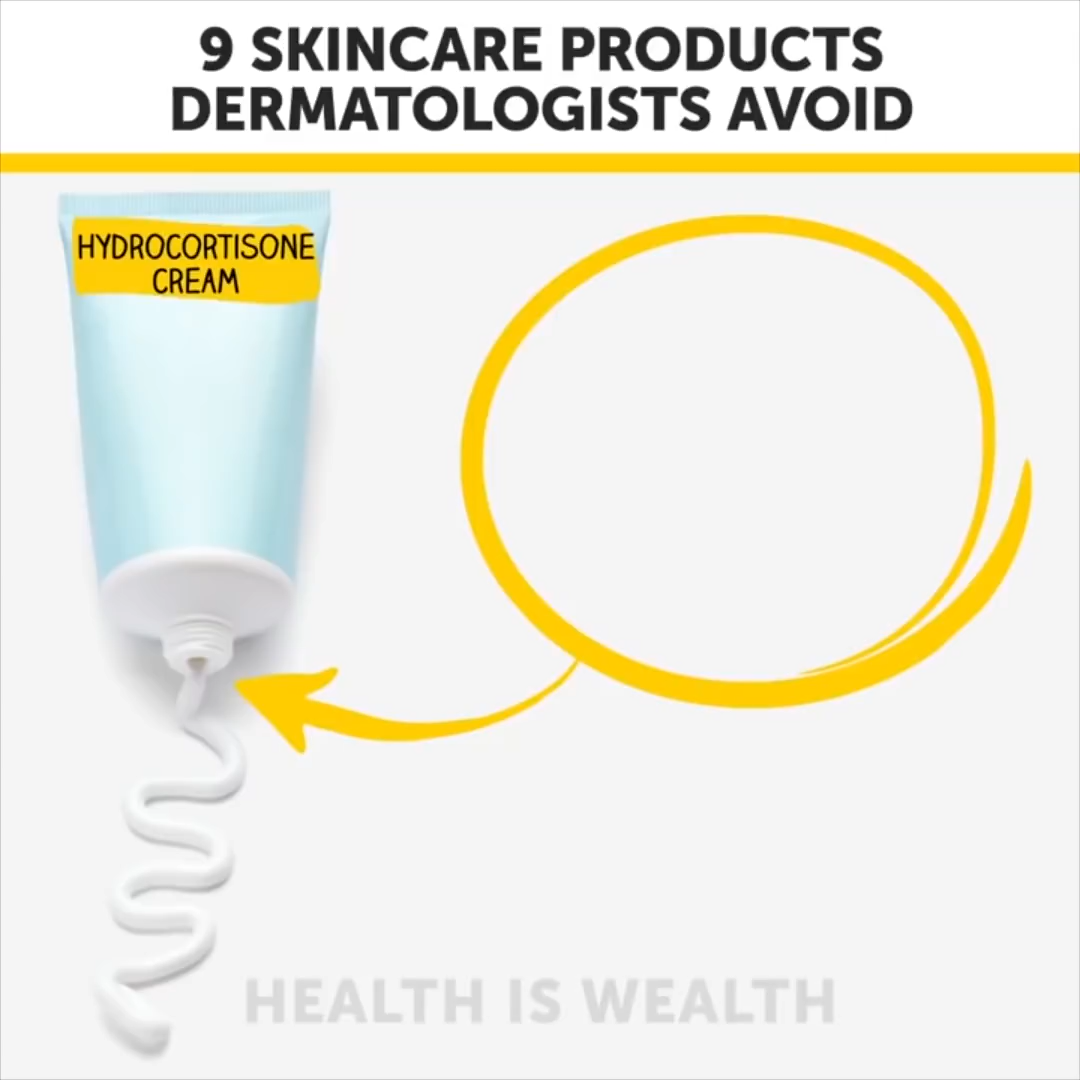 9 SKINCARE PRODUCTS
DERMATOLOGISTS AVOID
HYDROCORTISONE
CREAM
HEALTH IS WEALTH